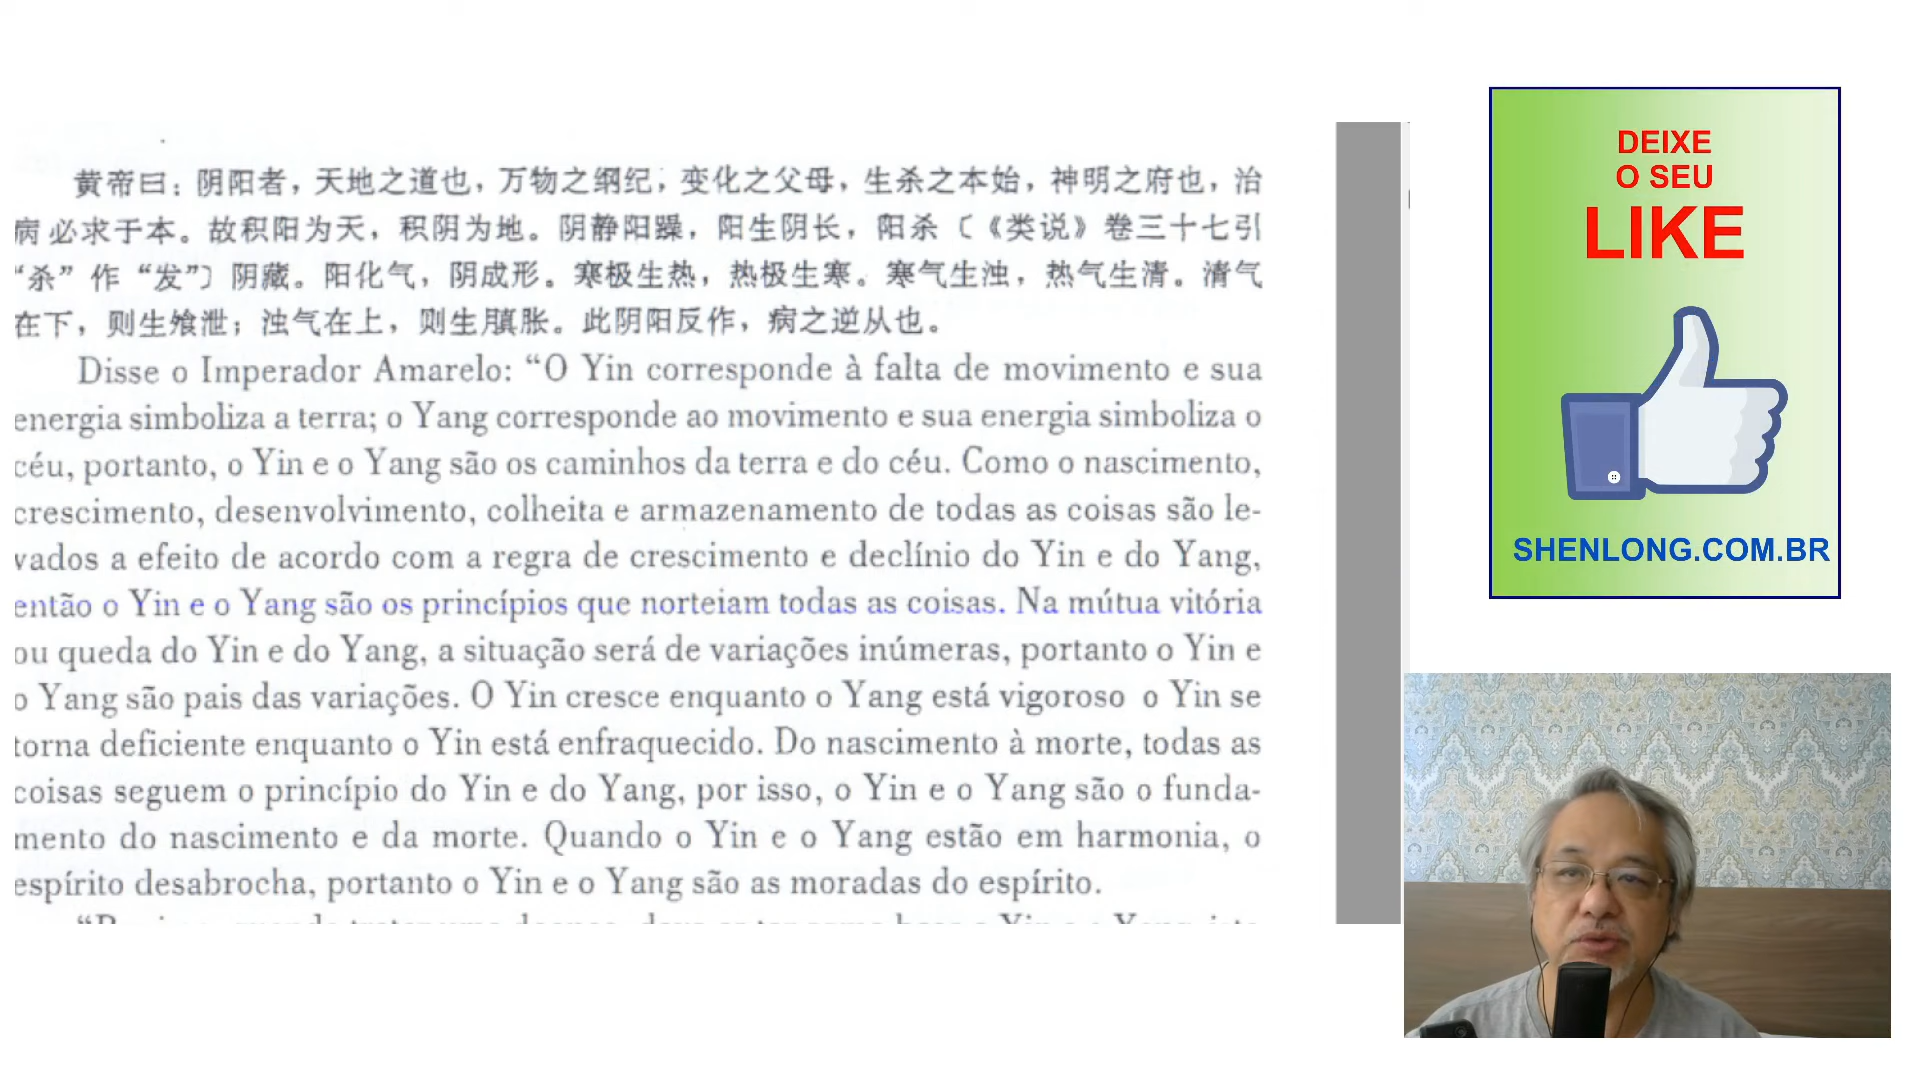 黄帝曰：阴阳者，天地之道也，万物之纲纪，变化之父母，生杀之本始，神明之府也，治
病必求于本。故积阳为天，积阴为地。阴静阳躁，阳生阴长，阳杀〔《类说》卷三十七引
“杀”作“发”〕阴藏。阳化气，阴成形。寒极生热，热极生寒。寒气生浊，热气生清。清气
在下，则生飧泄；浊气在上，则生䐜胀。此阴阳反作，病之逆从也。
Disse o Imperador Amarelo: “O Yin corresponde à falta de movimento e sua
energia simboliza a terra; o Yang corresponde ao movimento e sua energia simboliza o
céu, portanto, o Yin e o Yang são os caminhos da terra e do céu. Como o nascimento,
crescimento, desenvolvimento, colheita e armazenamento de todas as coisas são le-
vados a efeito de acordo com a regra de crescimento e declínio do Yin e do Yang,
então o Yin e o Yang são os princípios que norteiam todas as coisas. Na mútua vitória
ou queda do Yin e do Yang, a situação será de variações inúmeras, portanto o Yin e
o Yang são pais das variações. O Yin cresce enquanto o Yang está vigoroso o Yin se
torna deficiente enquanto o Yin está enfraquecido. Do nascimento à morte, todas as
coisas seguem o princípio do Yin e do Yang, por isso, o Yin e o Yang são o funda-
mento do nascimento e da morte. Quando o Yin e o Yang estão em harmonia, o
espírito desabrocha, portanto o Yin e o Yang são as moradas do espírito.
DEIXE
O SEU
LIKE
SHENLONG.COM.BR